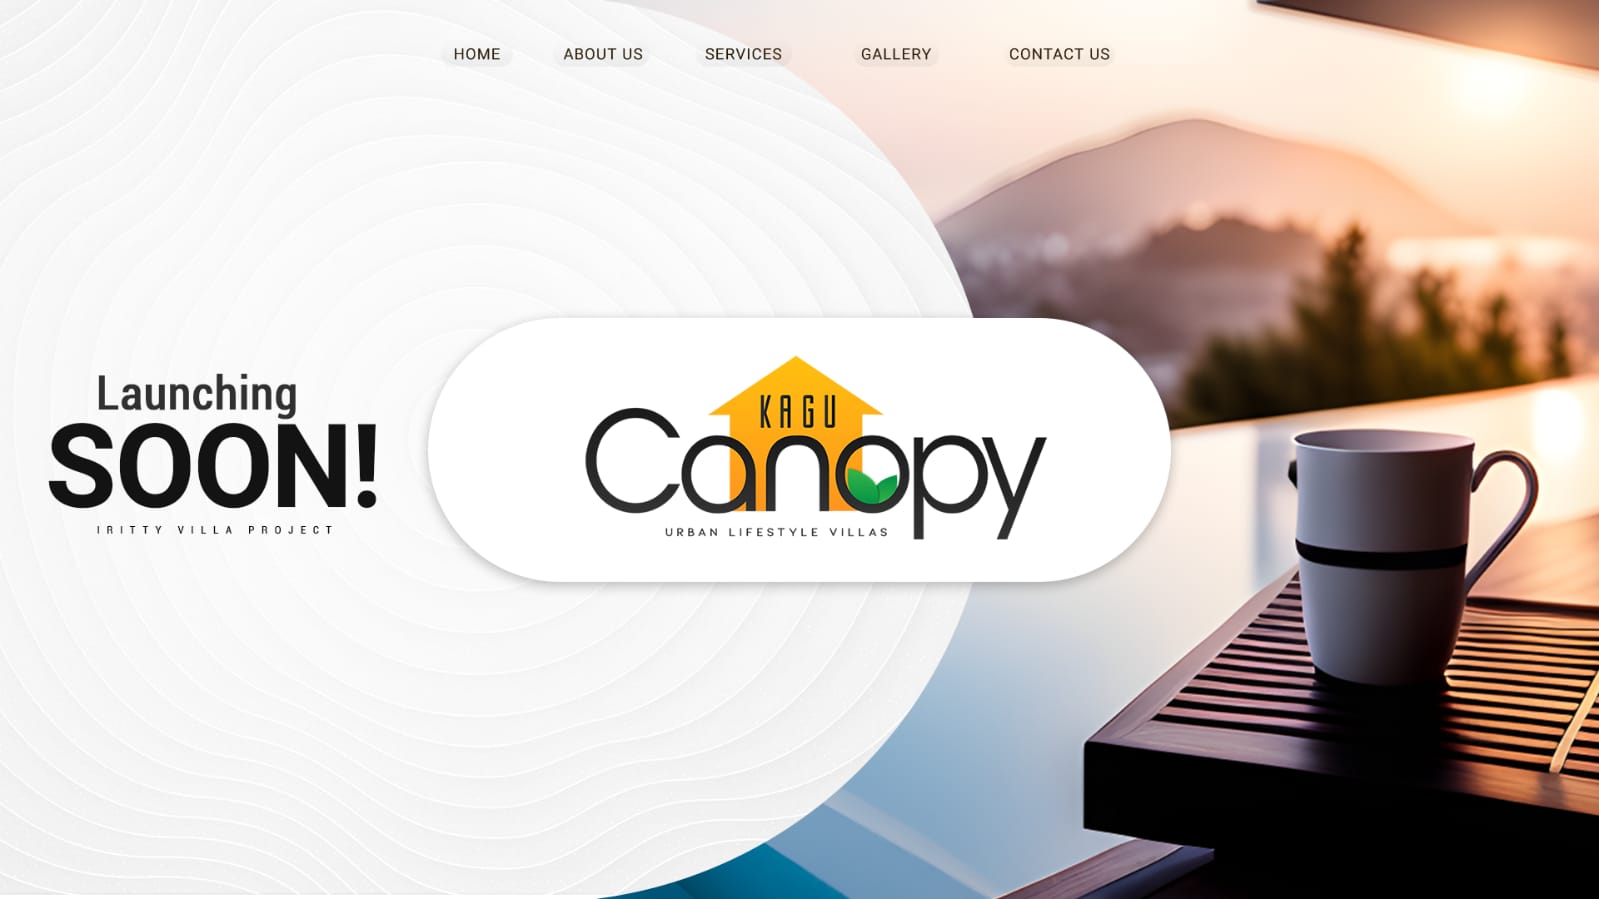 HOME ABOUT US SERVICES GALLERY CONTACT US
Launching
SOON!
IRITTY VILLA PROJECT
KAGU
Canopy
URBAN LIFESTYLE VILLAS